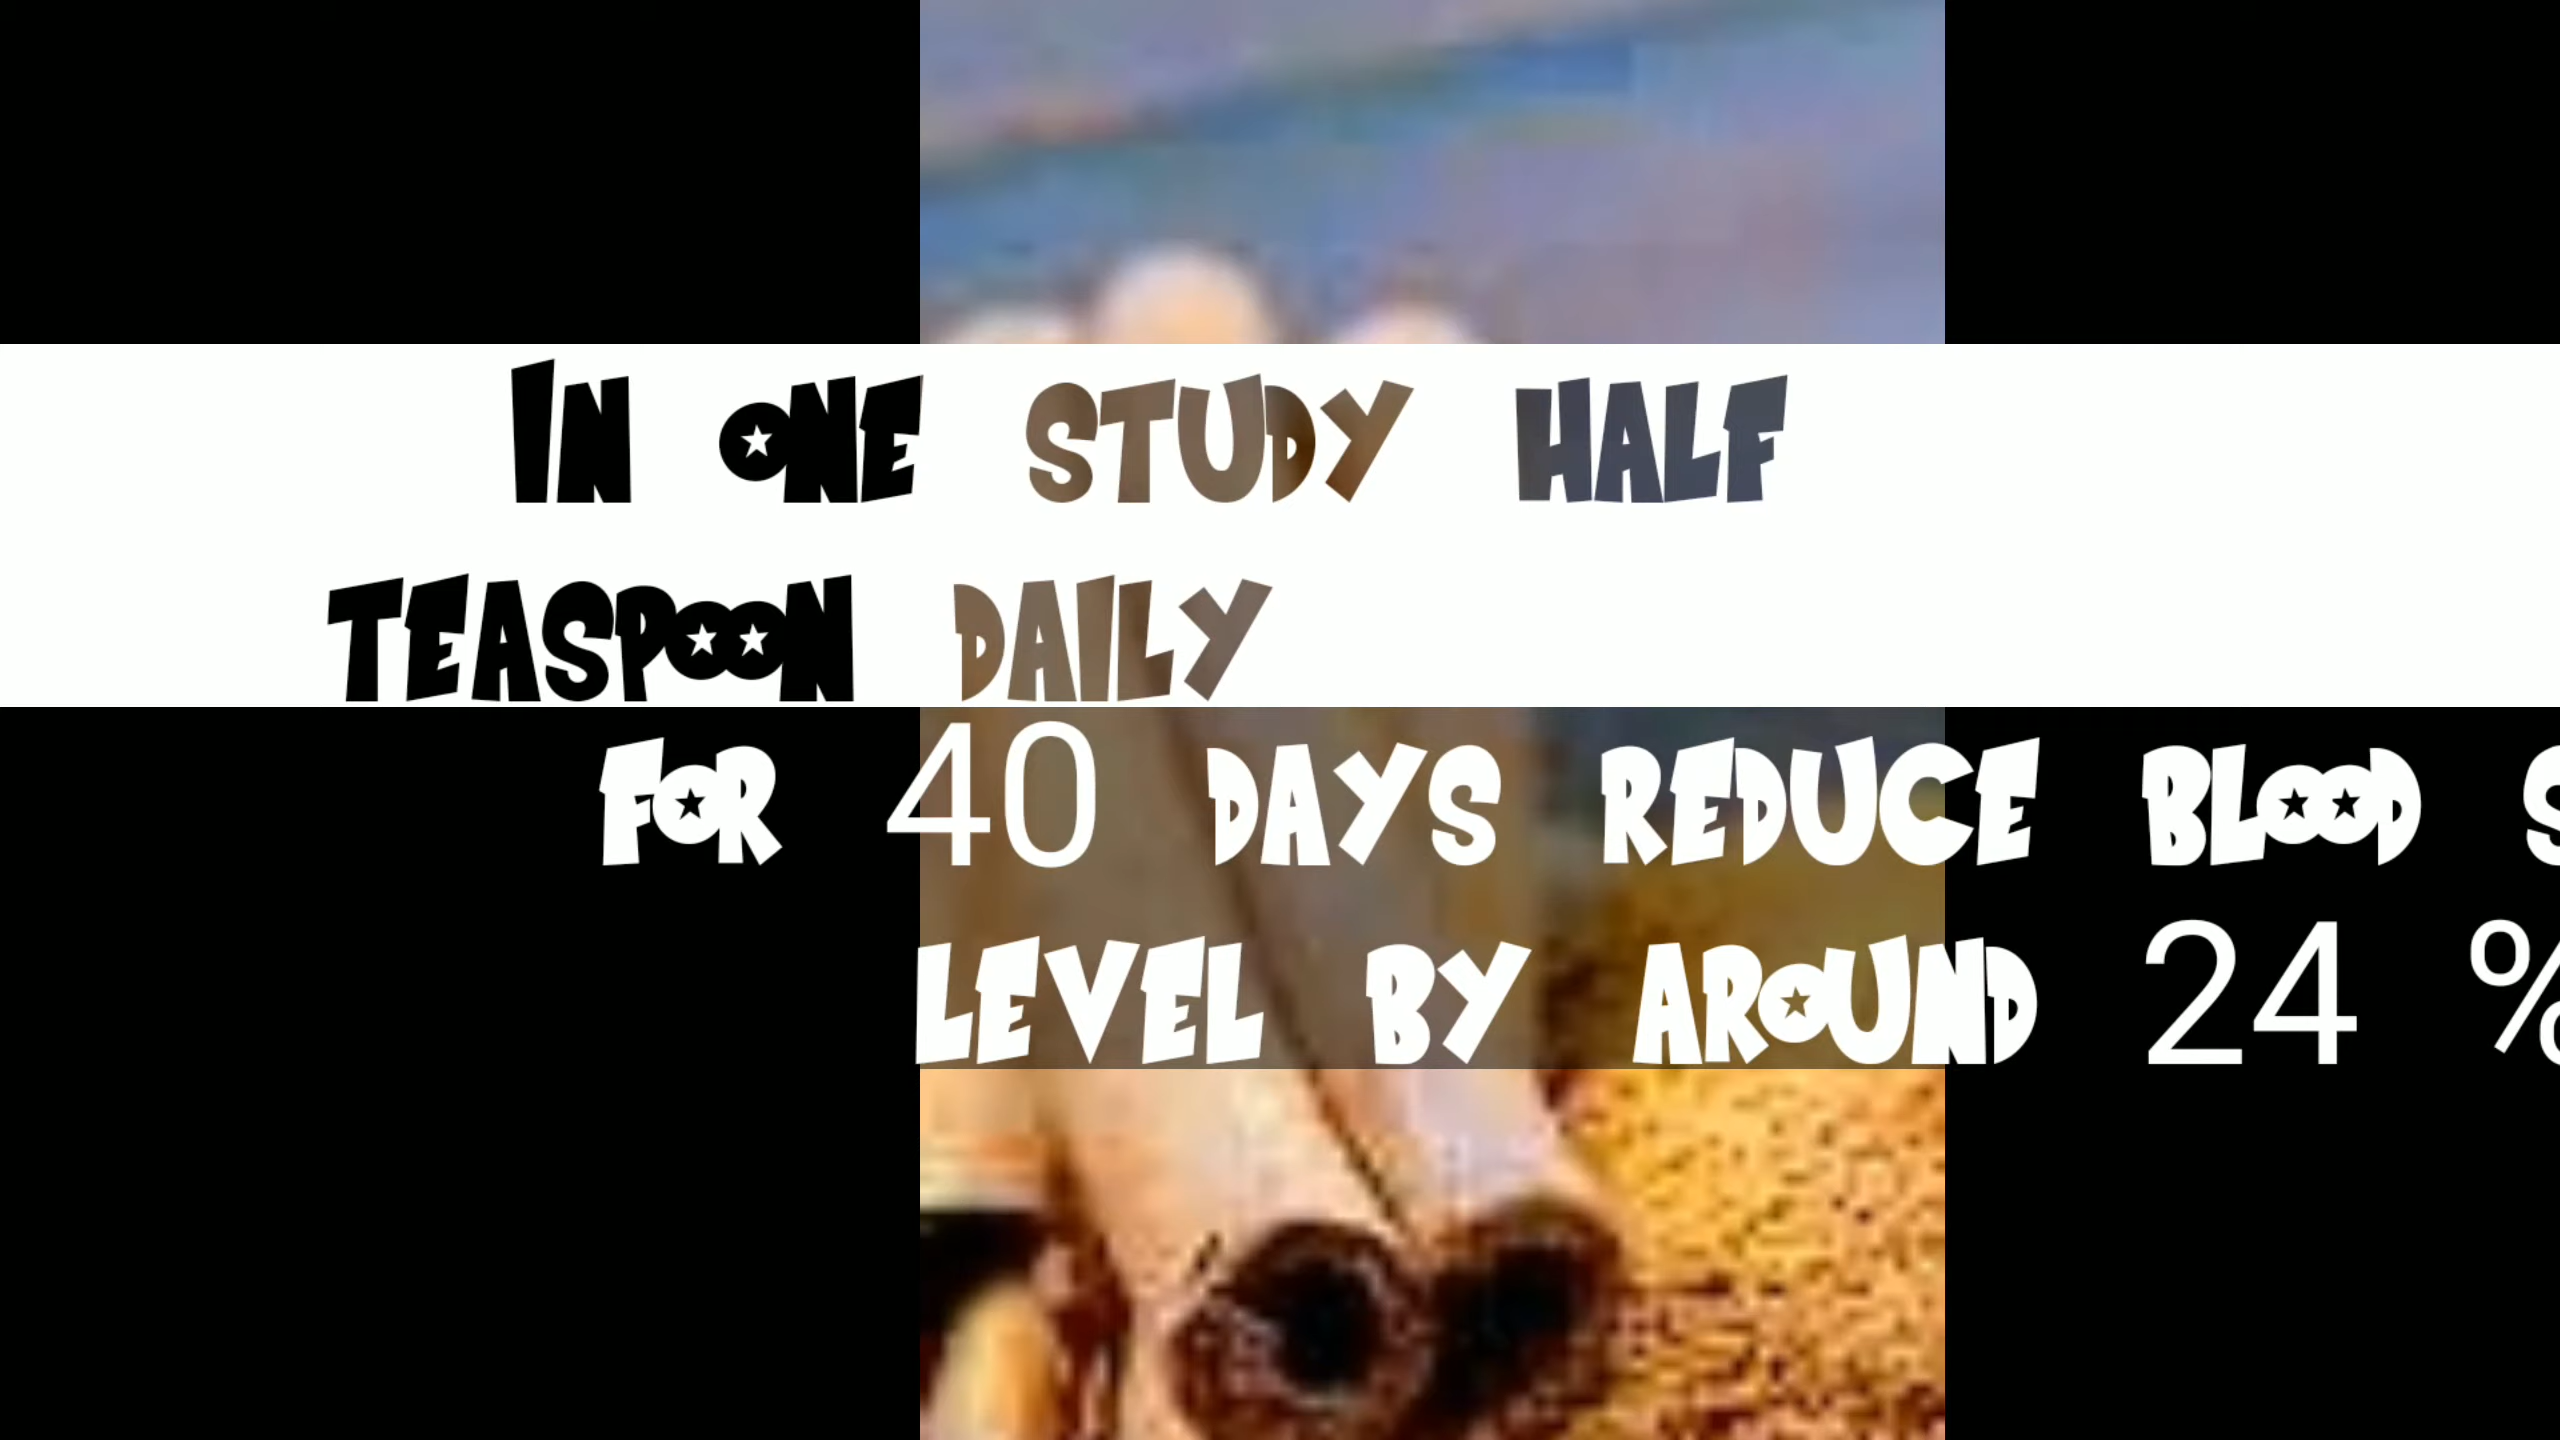 In one study half
teaspoon daily
for 40 days reduce blood s
level by around 24 %